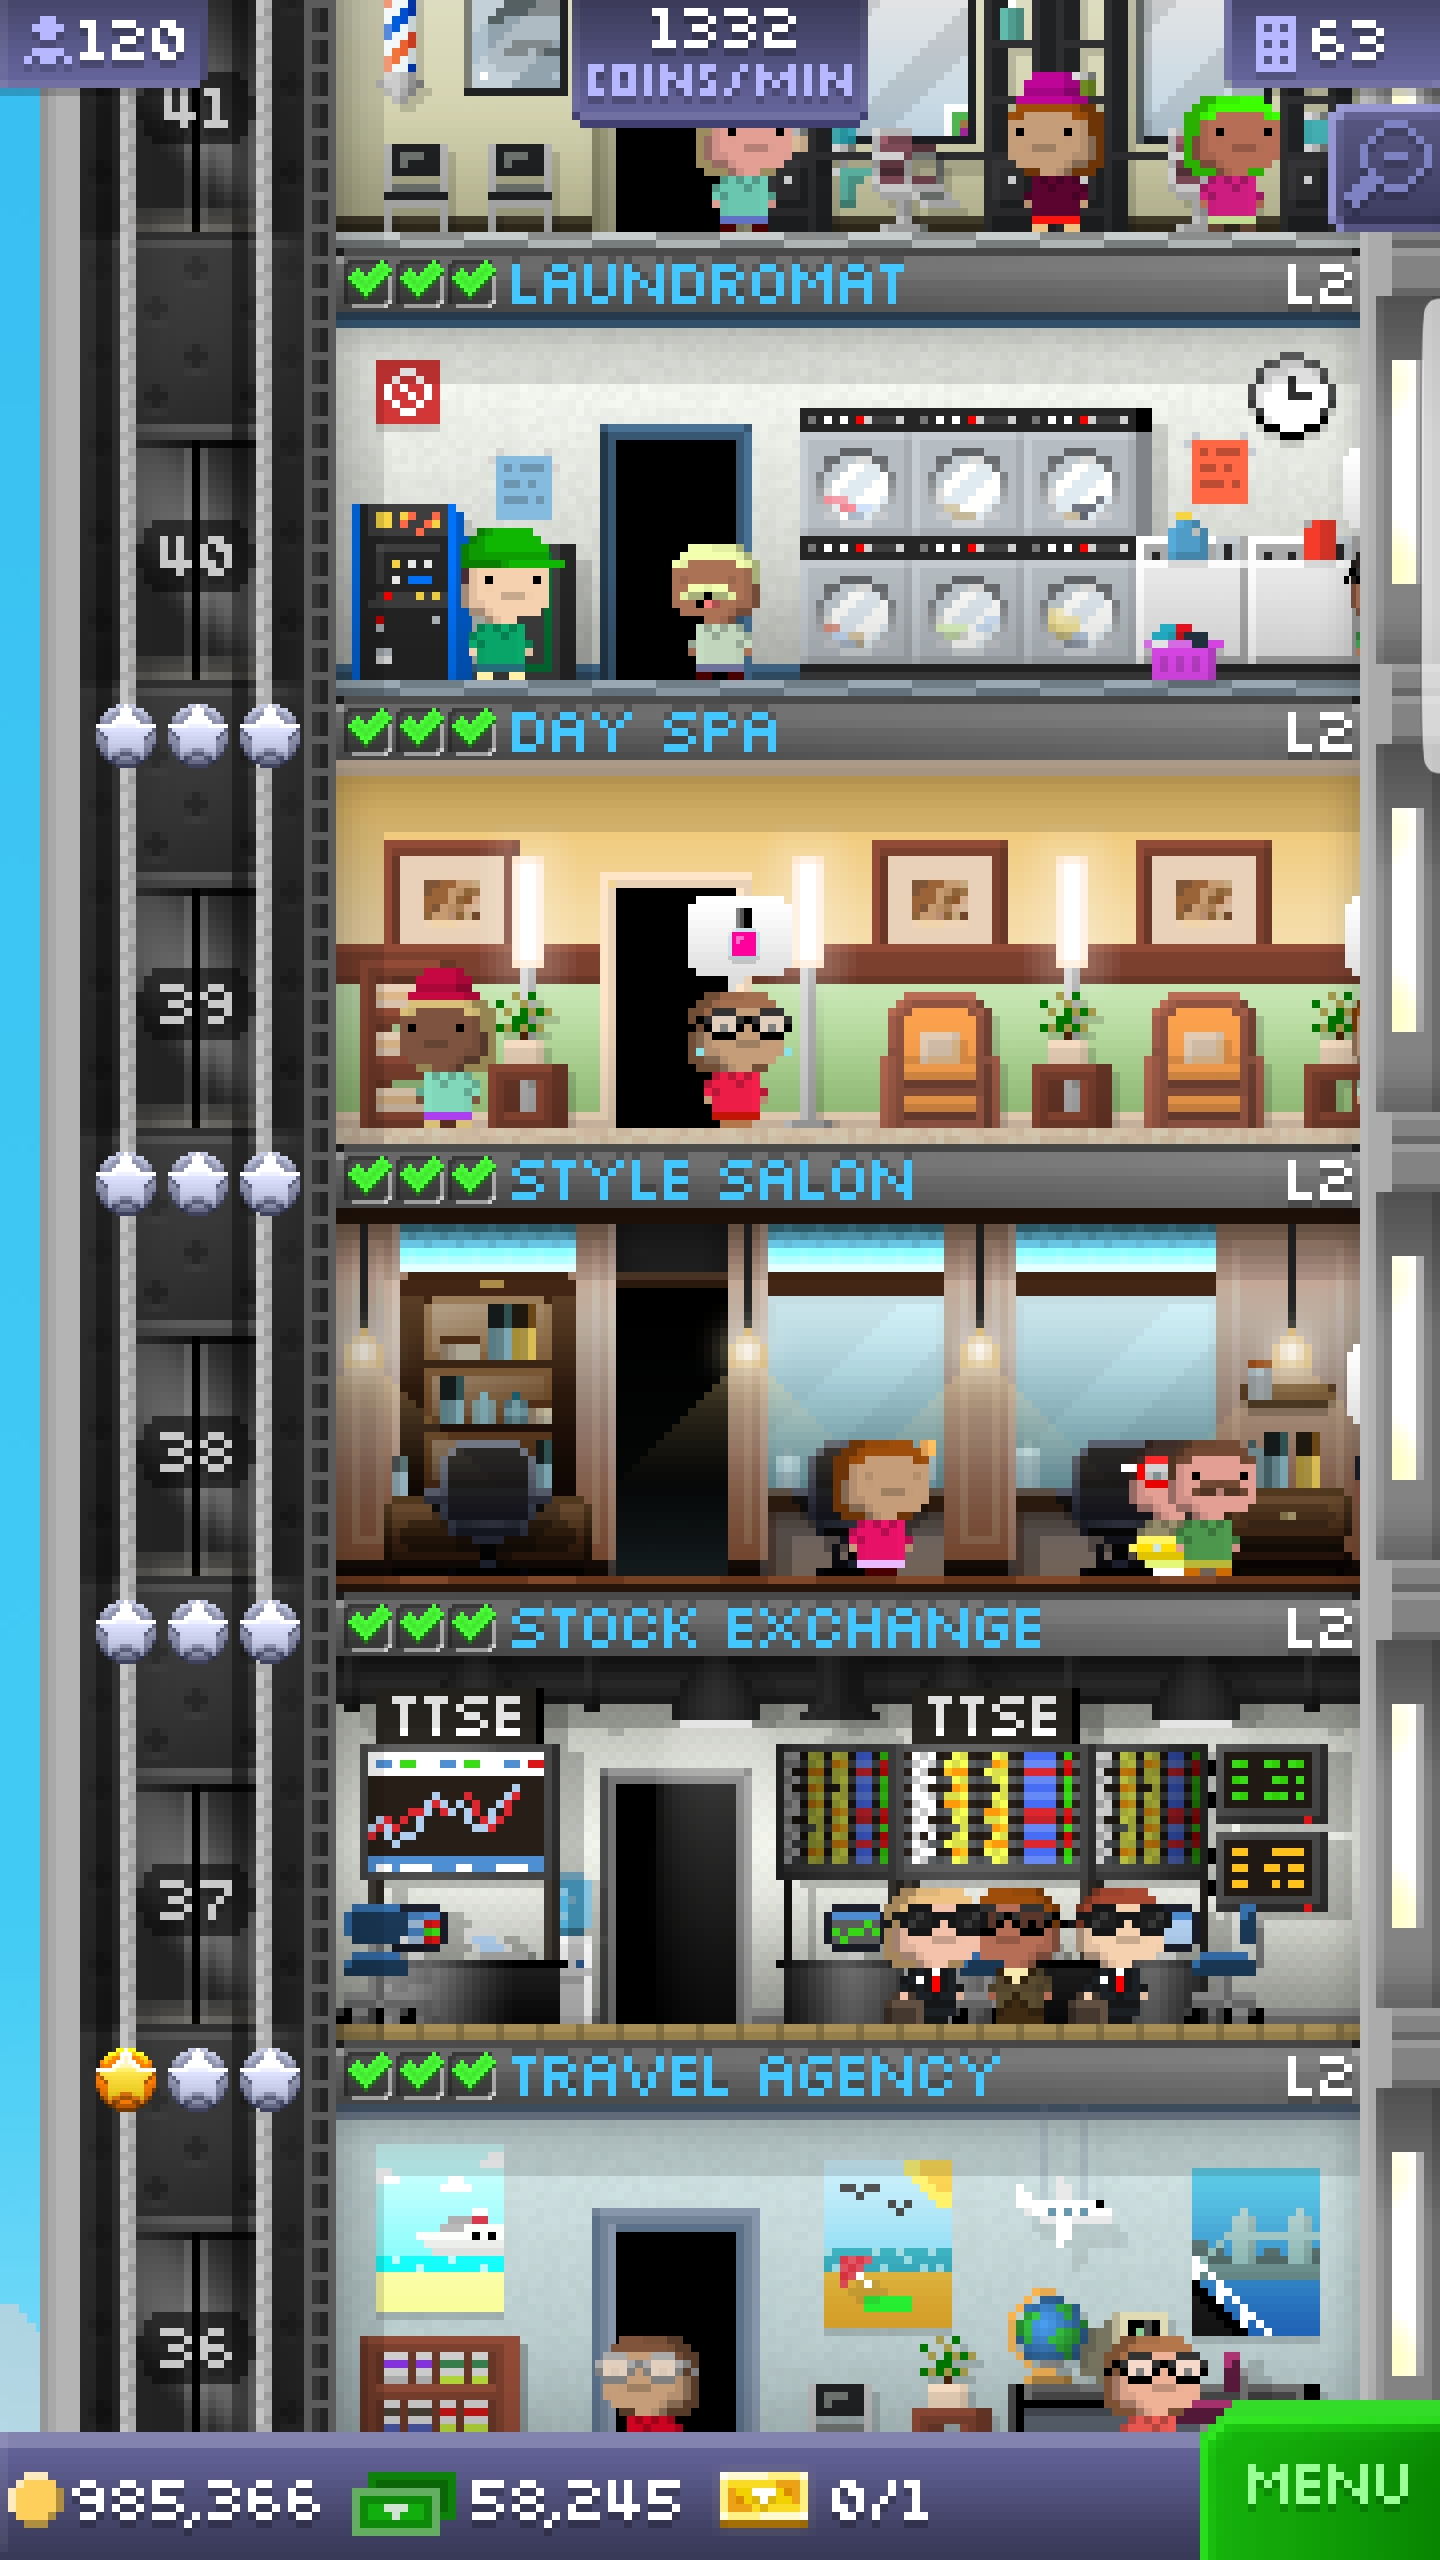 120
1332
COINS/MIN
63
41
LAUNDROMAT L2
40
DAY SPA L2
39
STYLE SALON L2
38
STOCK EXCHANGE L2
TTSE TTSE
37
TRAVEL AGENCY L2
36
985,366 58,245 0/1 MENU